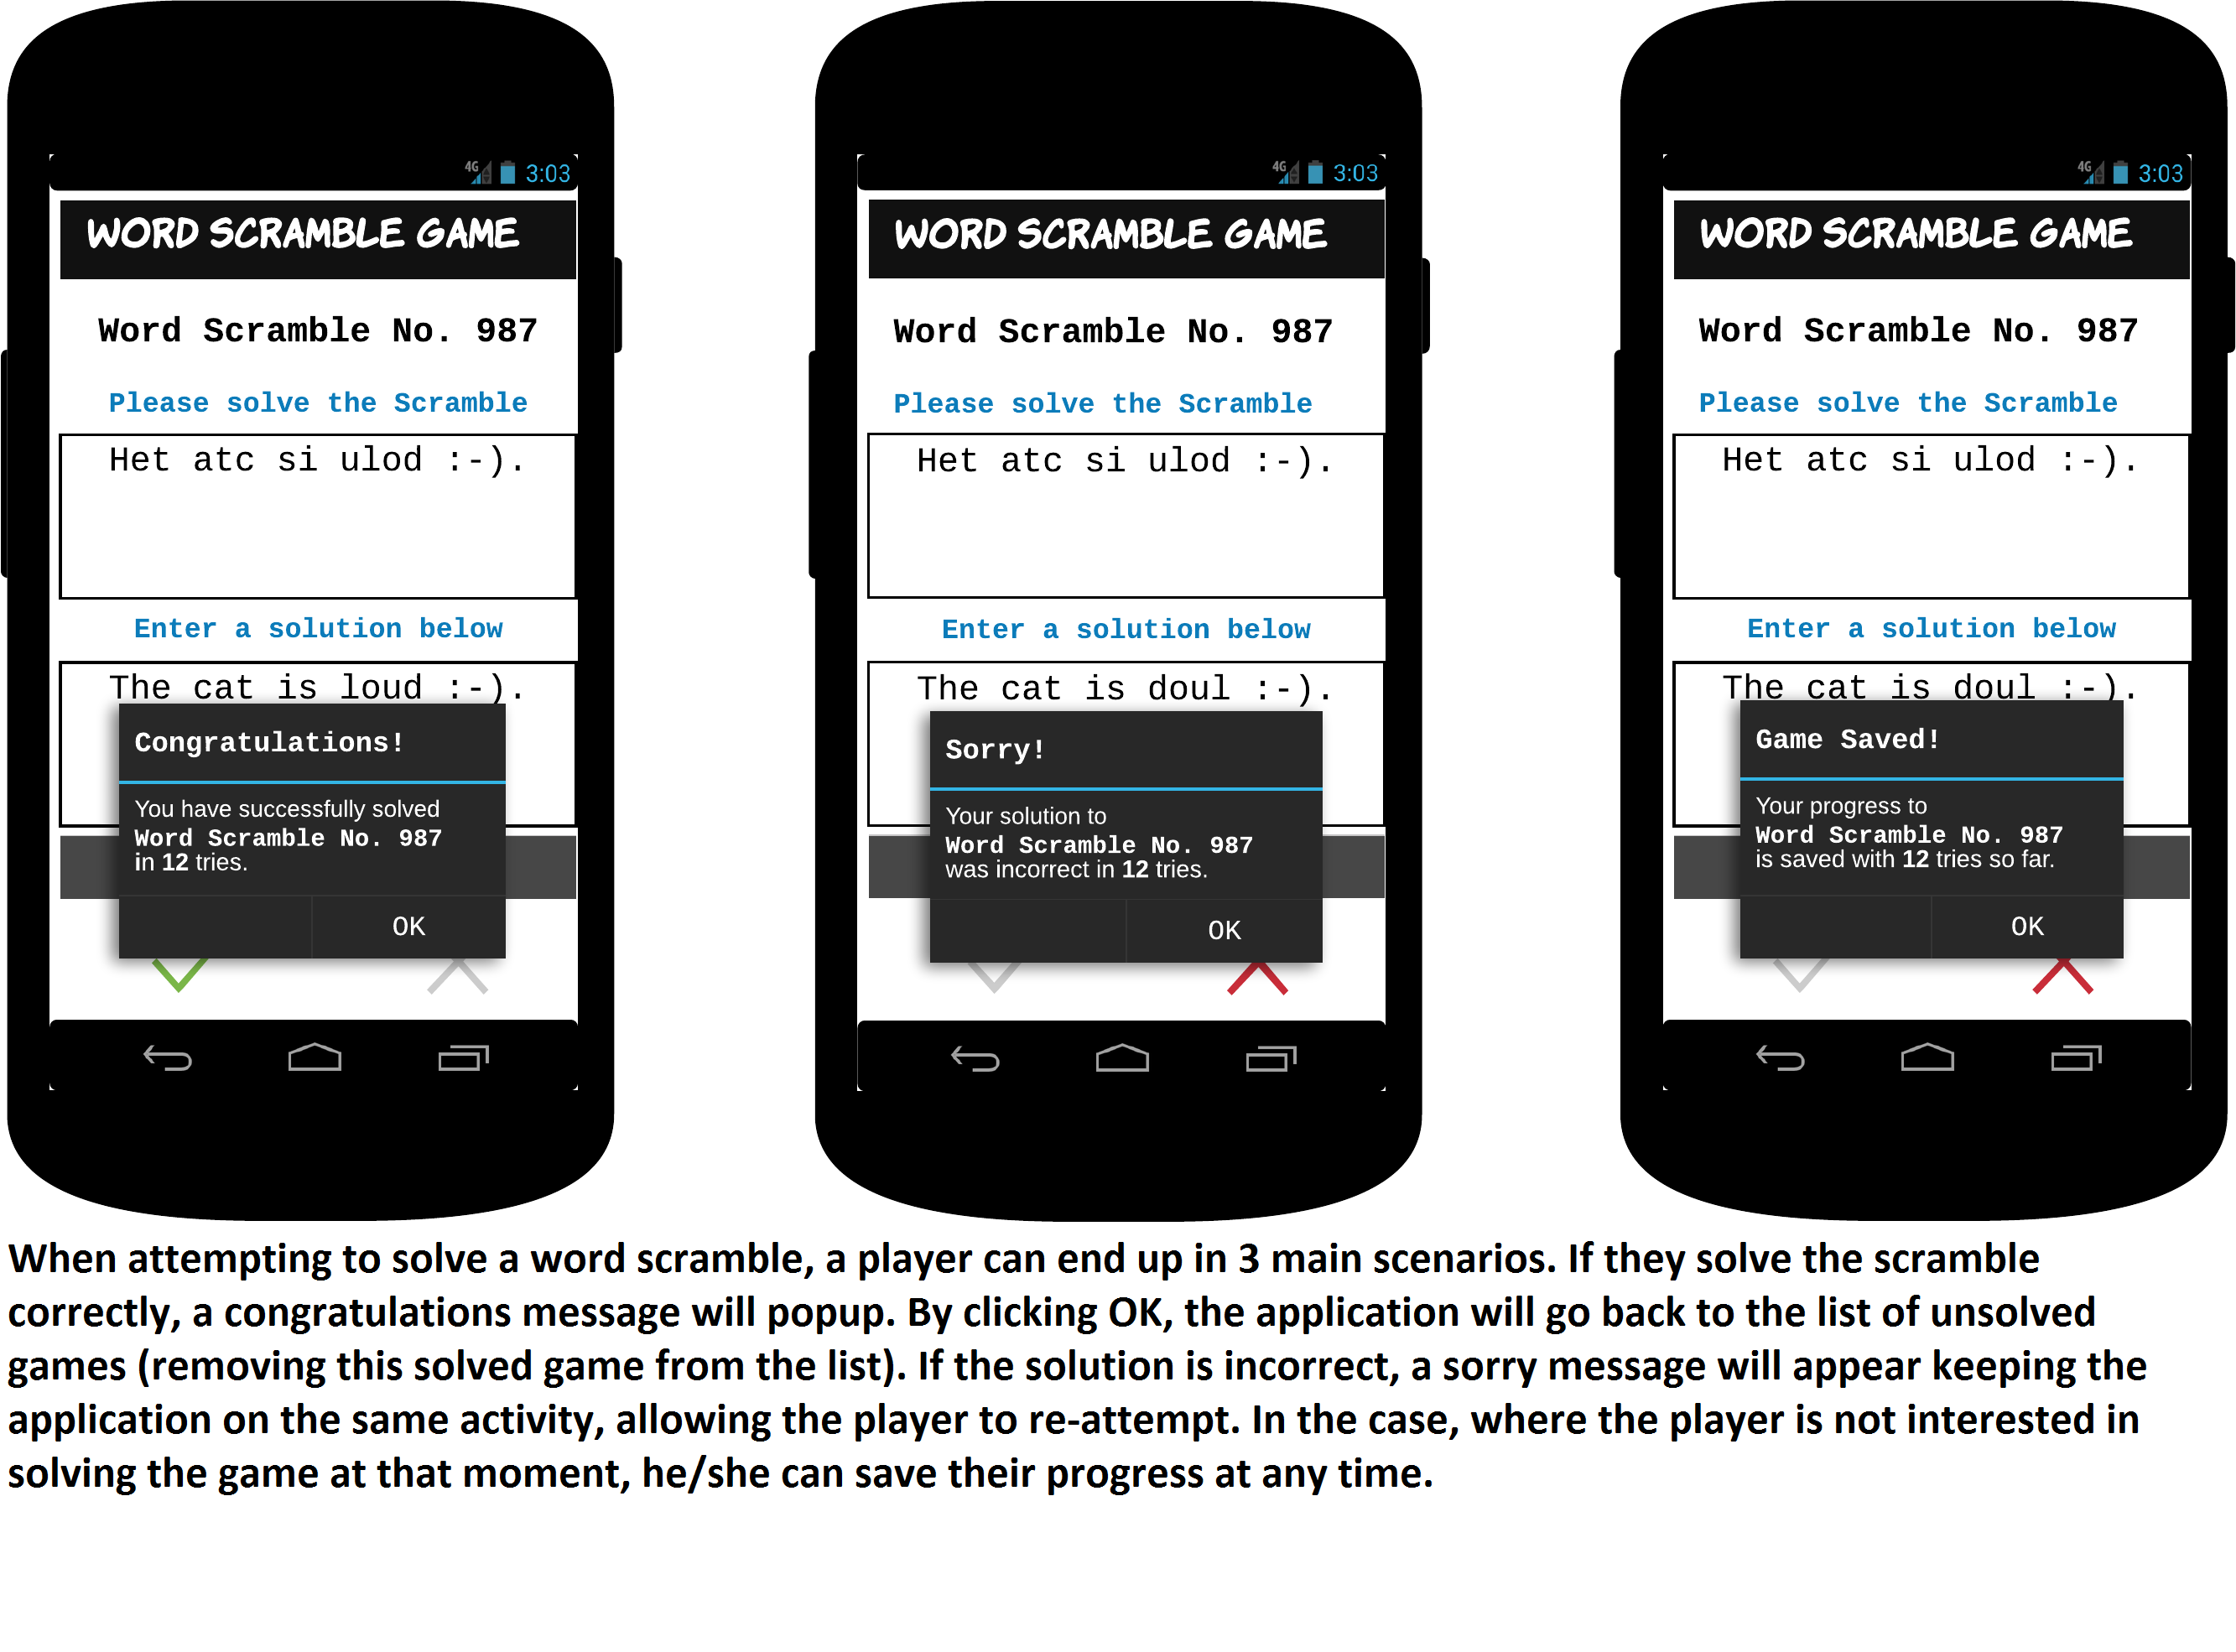 4G 3:03
WORD SCRAMBLE GAME
Word Scramble No. 987
Please solve the Scramble
Het atc si ulod :-).
Enter a solution below
The cat is loud :-).
Congratulations!
You have successfully solved
Word Scramble No. 987
in 12 tries.
OK
4G 3:03
WORD SCRAMBLE GAME
Word Scramble No. 987
Please solve the Scramble
Het atc si ulod :-).
Enter a solution below
The cat is doul :-).
Sorry!
Your solution to
Word Scramble No. 987
was incorrect in 12 tries.
OK
4G 3:03
WORD SCRAMBLE GAME
Word Scramble No. 987
Please solve the Scramble
Het atc si ulod :-).
Enter a solution below
The cat is doul :-).
Game Saved!
Your progress to
Word Scramble No. 987
is saved with 12 tries so far.
OK
When attempting to solve a word scramble, a player can end up in 3 main scenarios. If they solve the scramble
correctly, a congratulations message will popup. By clicking OK, the application will go back to the list of unsolved
games (removing this solved game from the list). If the solution is incorrect, a sorry message will appear keeping the
application on the same activity, allowing the player to re-attempt. In the case, where the player is not interested in
solving the game at that moment, he/she can save their progress at any time.